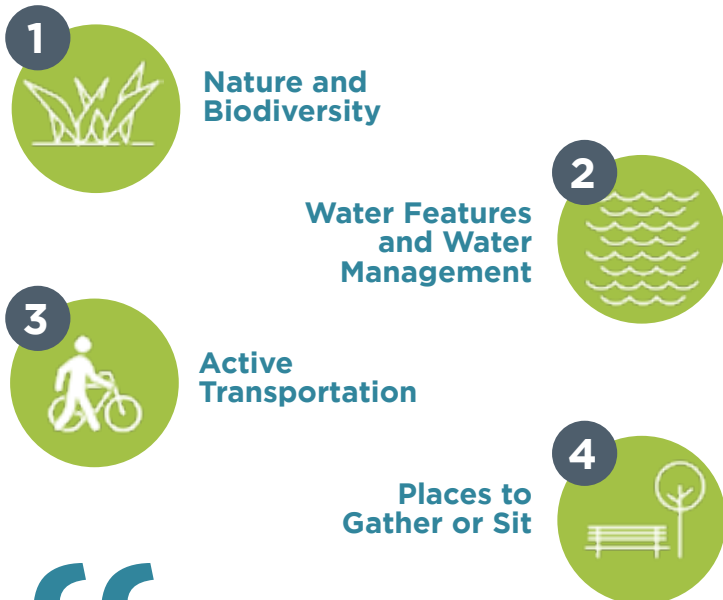 1
Nature and
Biodiversity
2
Water Features
and Water
Management
3
Active
Transportation
4
Places to
Gather or Sit
“